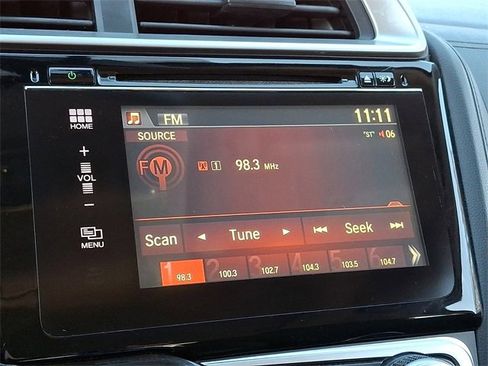 FM 11:11
HOME
SOURCE "ST" 06
+
VOL
−
FM 1 98.3 MHz
MENU
Scan ◄ Tune ► |◄◄ Seek ►►|
1 2 3 4 5 6
98.3 100.3 102.7 104.3 103.5 104.7